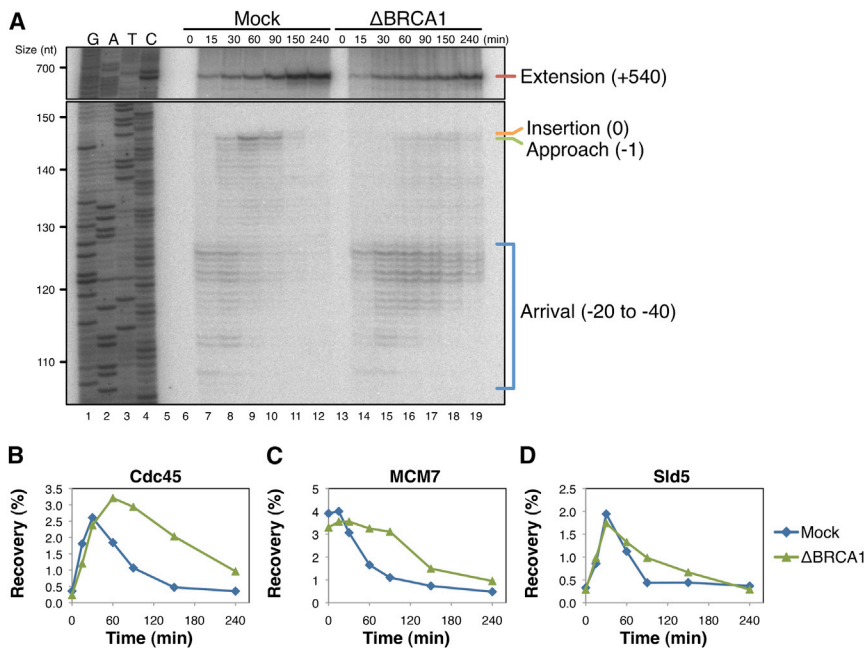 A
Mock
ΔBRCA1
G A T C
0 15 30 60 90 150 240 0 15 30 60 90 150 240 (min)
Size (nt)
700
Extension (+540)
150
Insertion (0)
Approach (-1)
140
130
120
Arrival (-20 to -40)
110
1 2 3 4 5 6 7 8 9 10 11 12 13 14 15 16 17 18 19
B
Cdc45
Recovery (%)
3.5
3.0
2.5
2.0
1.5
1.0
0.5
0.0
0 60 120 180 240
Time (min)
C
MCM7
Recovery (%)
5
4
3
2
1
0
0 60 120 180 240
Time (min)
D
Sld5
Recovery (%)
2.5
2.0
1.5
1.0
0.5
0.0
0 60 120 180 240
Time (min)
Mock
ΔBRCA1